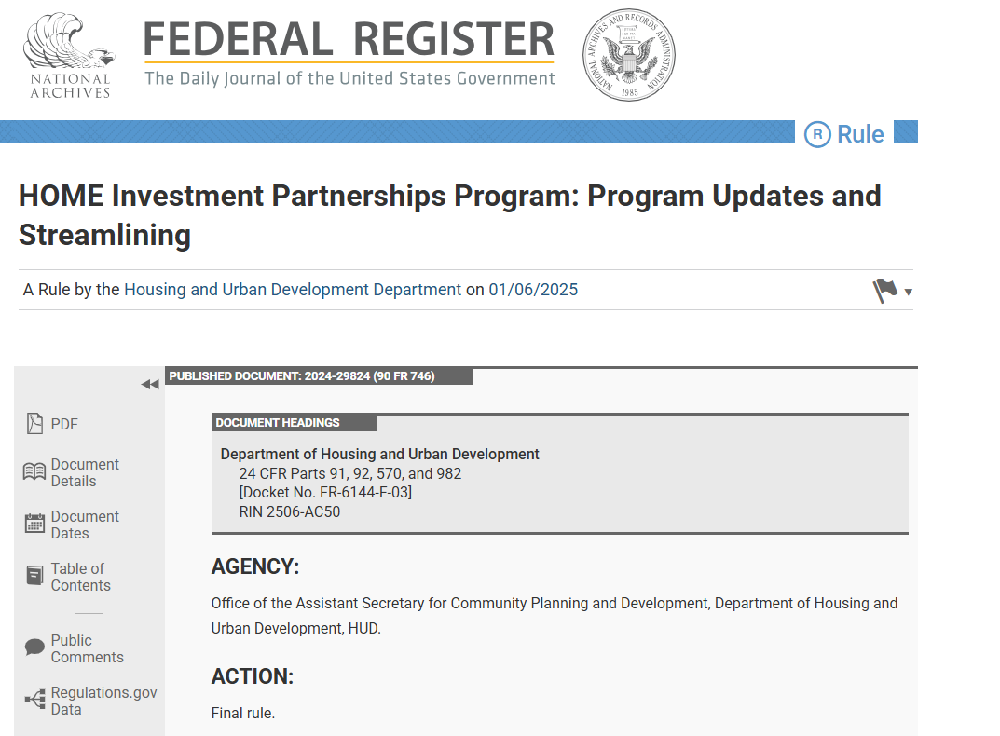 NATIONAL
ARCHIVES
FEDERAL REGISTER
The Daily Journal of the United States Government
NATIONAL ARCHIVES AND RECORDS ADMINISTRATION
1985
R Rule
HOME Investment Partnerships Program: Program Updates and
Streamlining
A Rule by the Housing and Urban Development Department on 01/06/2025
PUBLISHED DOCUMENT: 2024-29824 (90 FR 746)
PDF
Document
Details
Document
Dates
Table of
Contents
Public
Comments
Regulations.gov
Data
DOCUMENT HEADINGS
Department of Housing and Urban Development
24 CFR Parts 91, 92, 570, and 982
[Docket No. FR-6144-F-03]
RIN 2506-AC50
AGENCY:
Office of the Assistant Secretary for Community Planning and Development, Department of Housing and
Urban Development, HUD.
ACTION:
Final rule.